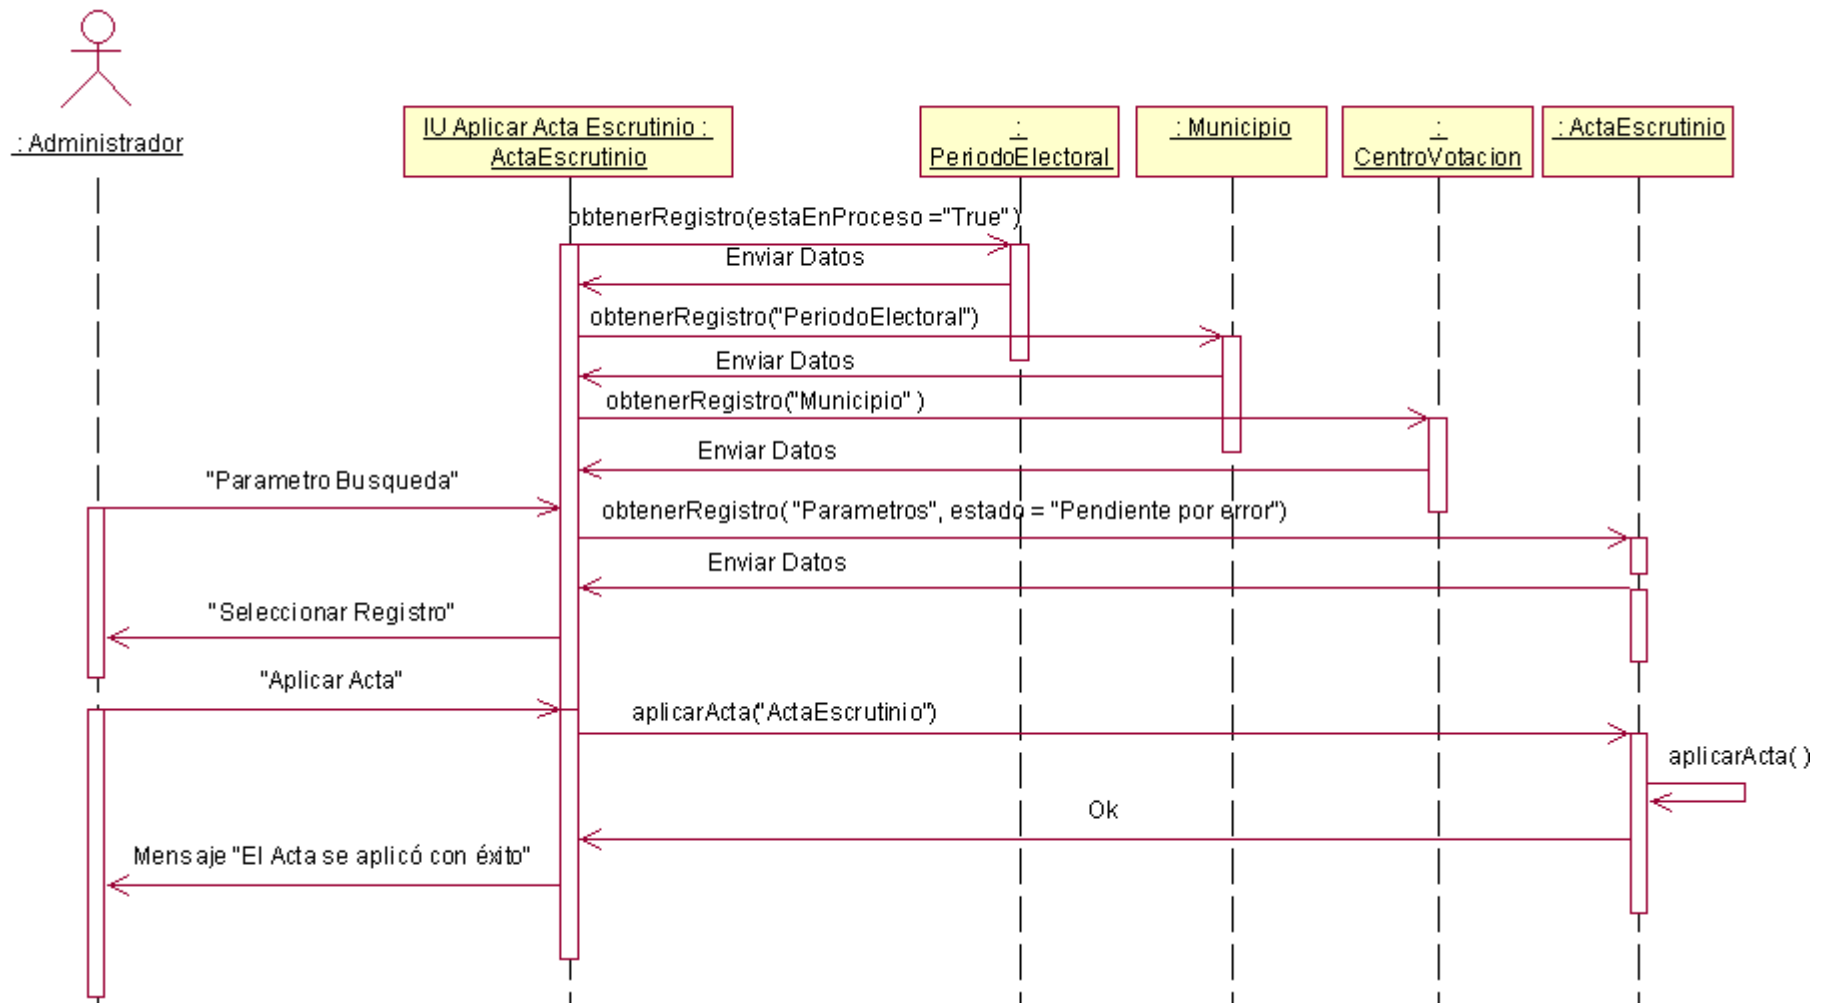 : Administrador
IU Aplicar Acta Escrutinio :
ActaEscrutinio
:
PeriodoElectoral
: Municipio
:
CentroVotacion
: ActaEscrutinio
obtenerRegistro(estaEnProceso ="True" )
Enviar Datos
obtenerRegistro("PeriodoElectoral")
Enviar Datos
obtenerRegistro("Municipio" )
Enviar Datos
"Parametro Busqueda"
obtenerRegistro( "Parametros", estado = "Pendiente por error")
Enviar Datos
"Seleccionar Registro"
"Aplicar Acta"
aplicarActa("ActaEscrutinio")
aplicarActa( )
Ok
Mensaje "El Acta se aplicó con éxito"